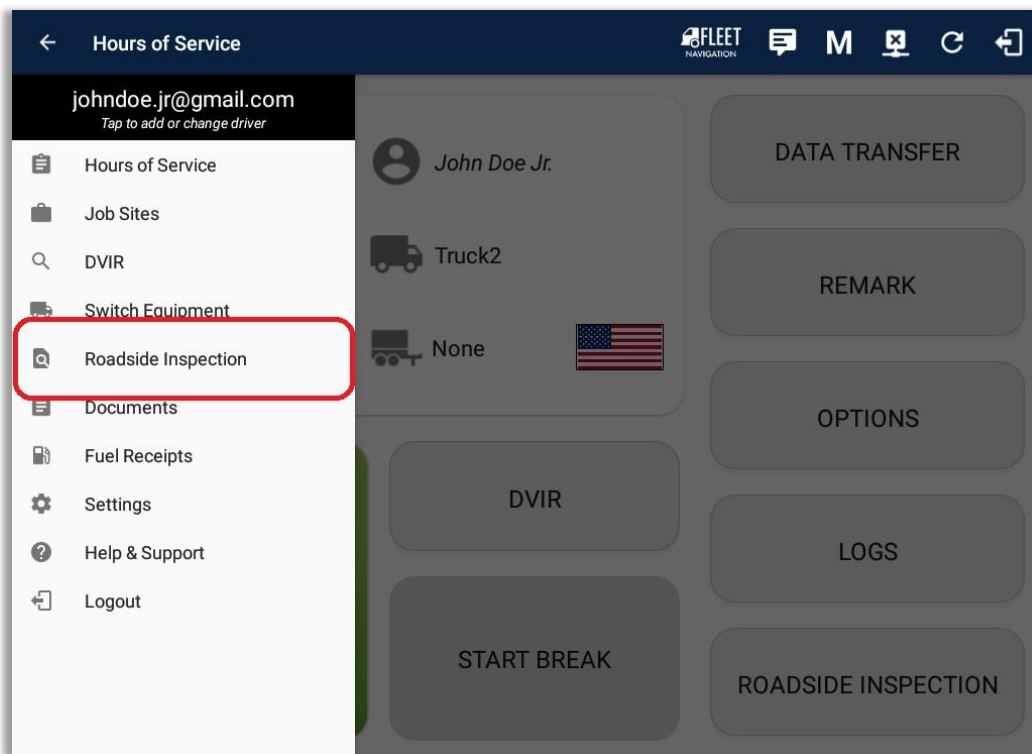 Hours of Service
FLEET
NAVIGATION
M
johndoe.jr@gmail.com
Tap to add or change driver
Hours of Service
Job Sites
DVIR
Switch Equipment
Roadside Inspection
Documents
Fuel Receipts
Settings
Help & Support
Logout
John Doe Jr.
Truck2
None
DVIR
START BREAK
DATA TRANSFER
REMARK
OPTIONS
LOGS
ROADSIDE INSPECTION